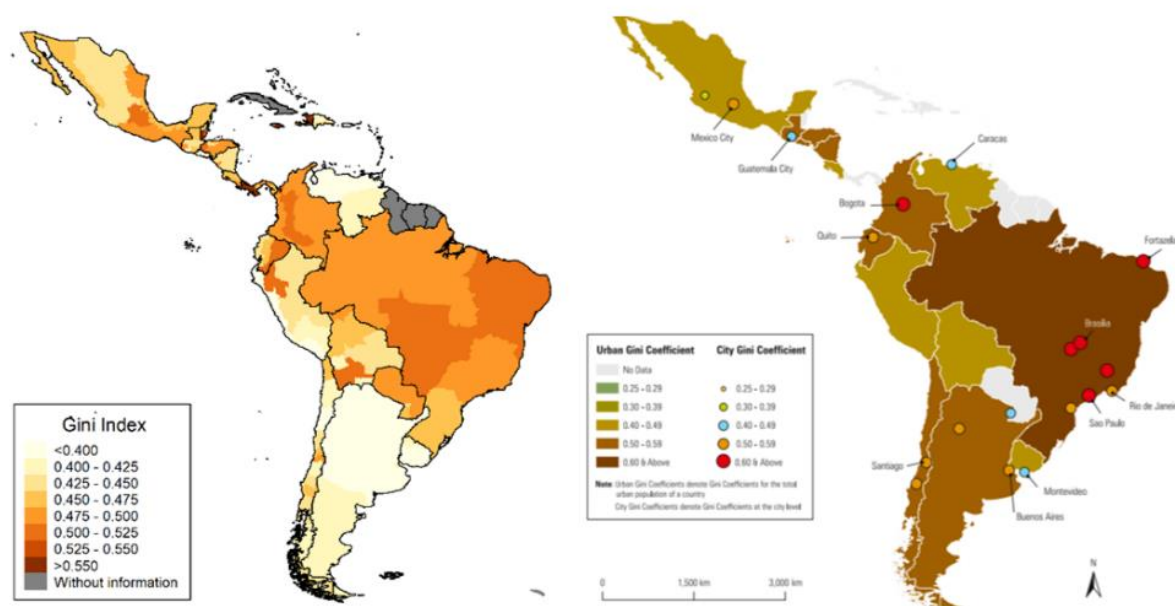 Gini Index
<0.400
0.400 - 0.425
0.425 - 0.450
0.450 - 0.475
0.475 - 0.500
0.500 - 0.525
0.525 - 0.550
>0.550
Without information
Mexico City
Guatemala City
Caracas
Bogota
Quito
Fortazella
Brasilia
Rio de Janei
Sao Paulo
Santiago
Montevideo
Buenos Aires
Urban Gini Coefficient
No Data
0.25 - 0.29
0.30 - 0.39
0.40 - 0.49
0.50 - 0.59
0.60 & Above
City Gini Coefficient
0.25 - 0.29
0.30 - 0.39
0.40 - 0.49
0.50 - 0.59
0.60 & Above
Note Urban Gini Coefficients denote Gini Coefficients for the total
urban population of a country
City Gini Coefficients denote Gini Coefficients at the city level
0
1,500 km
3,000 km
N